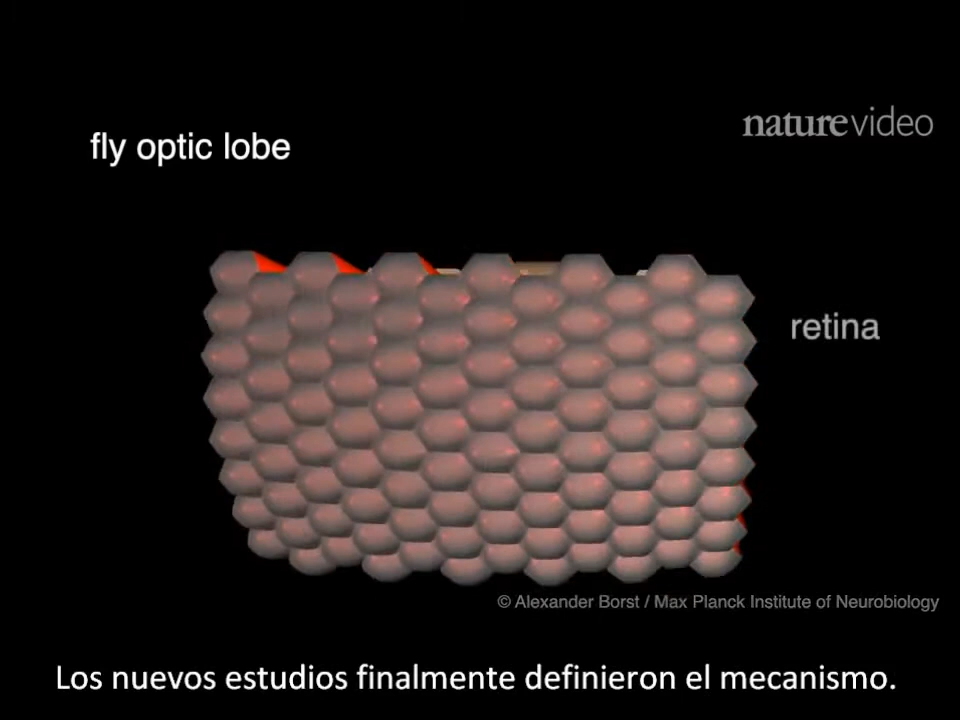 fly optic lobe
naturevideo
retina
© Alexander Borst / Max Planck Institute of Neurobiology
Los nuevos estudios finalmente definieron el mecanismo.